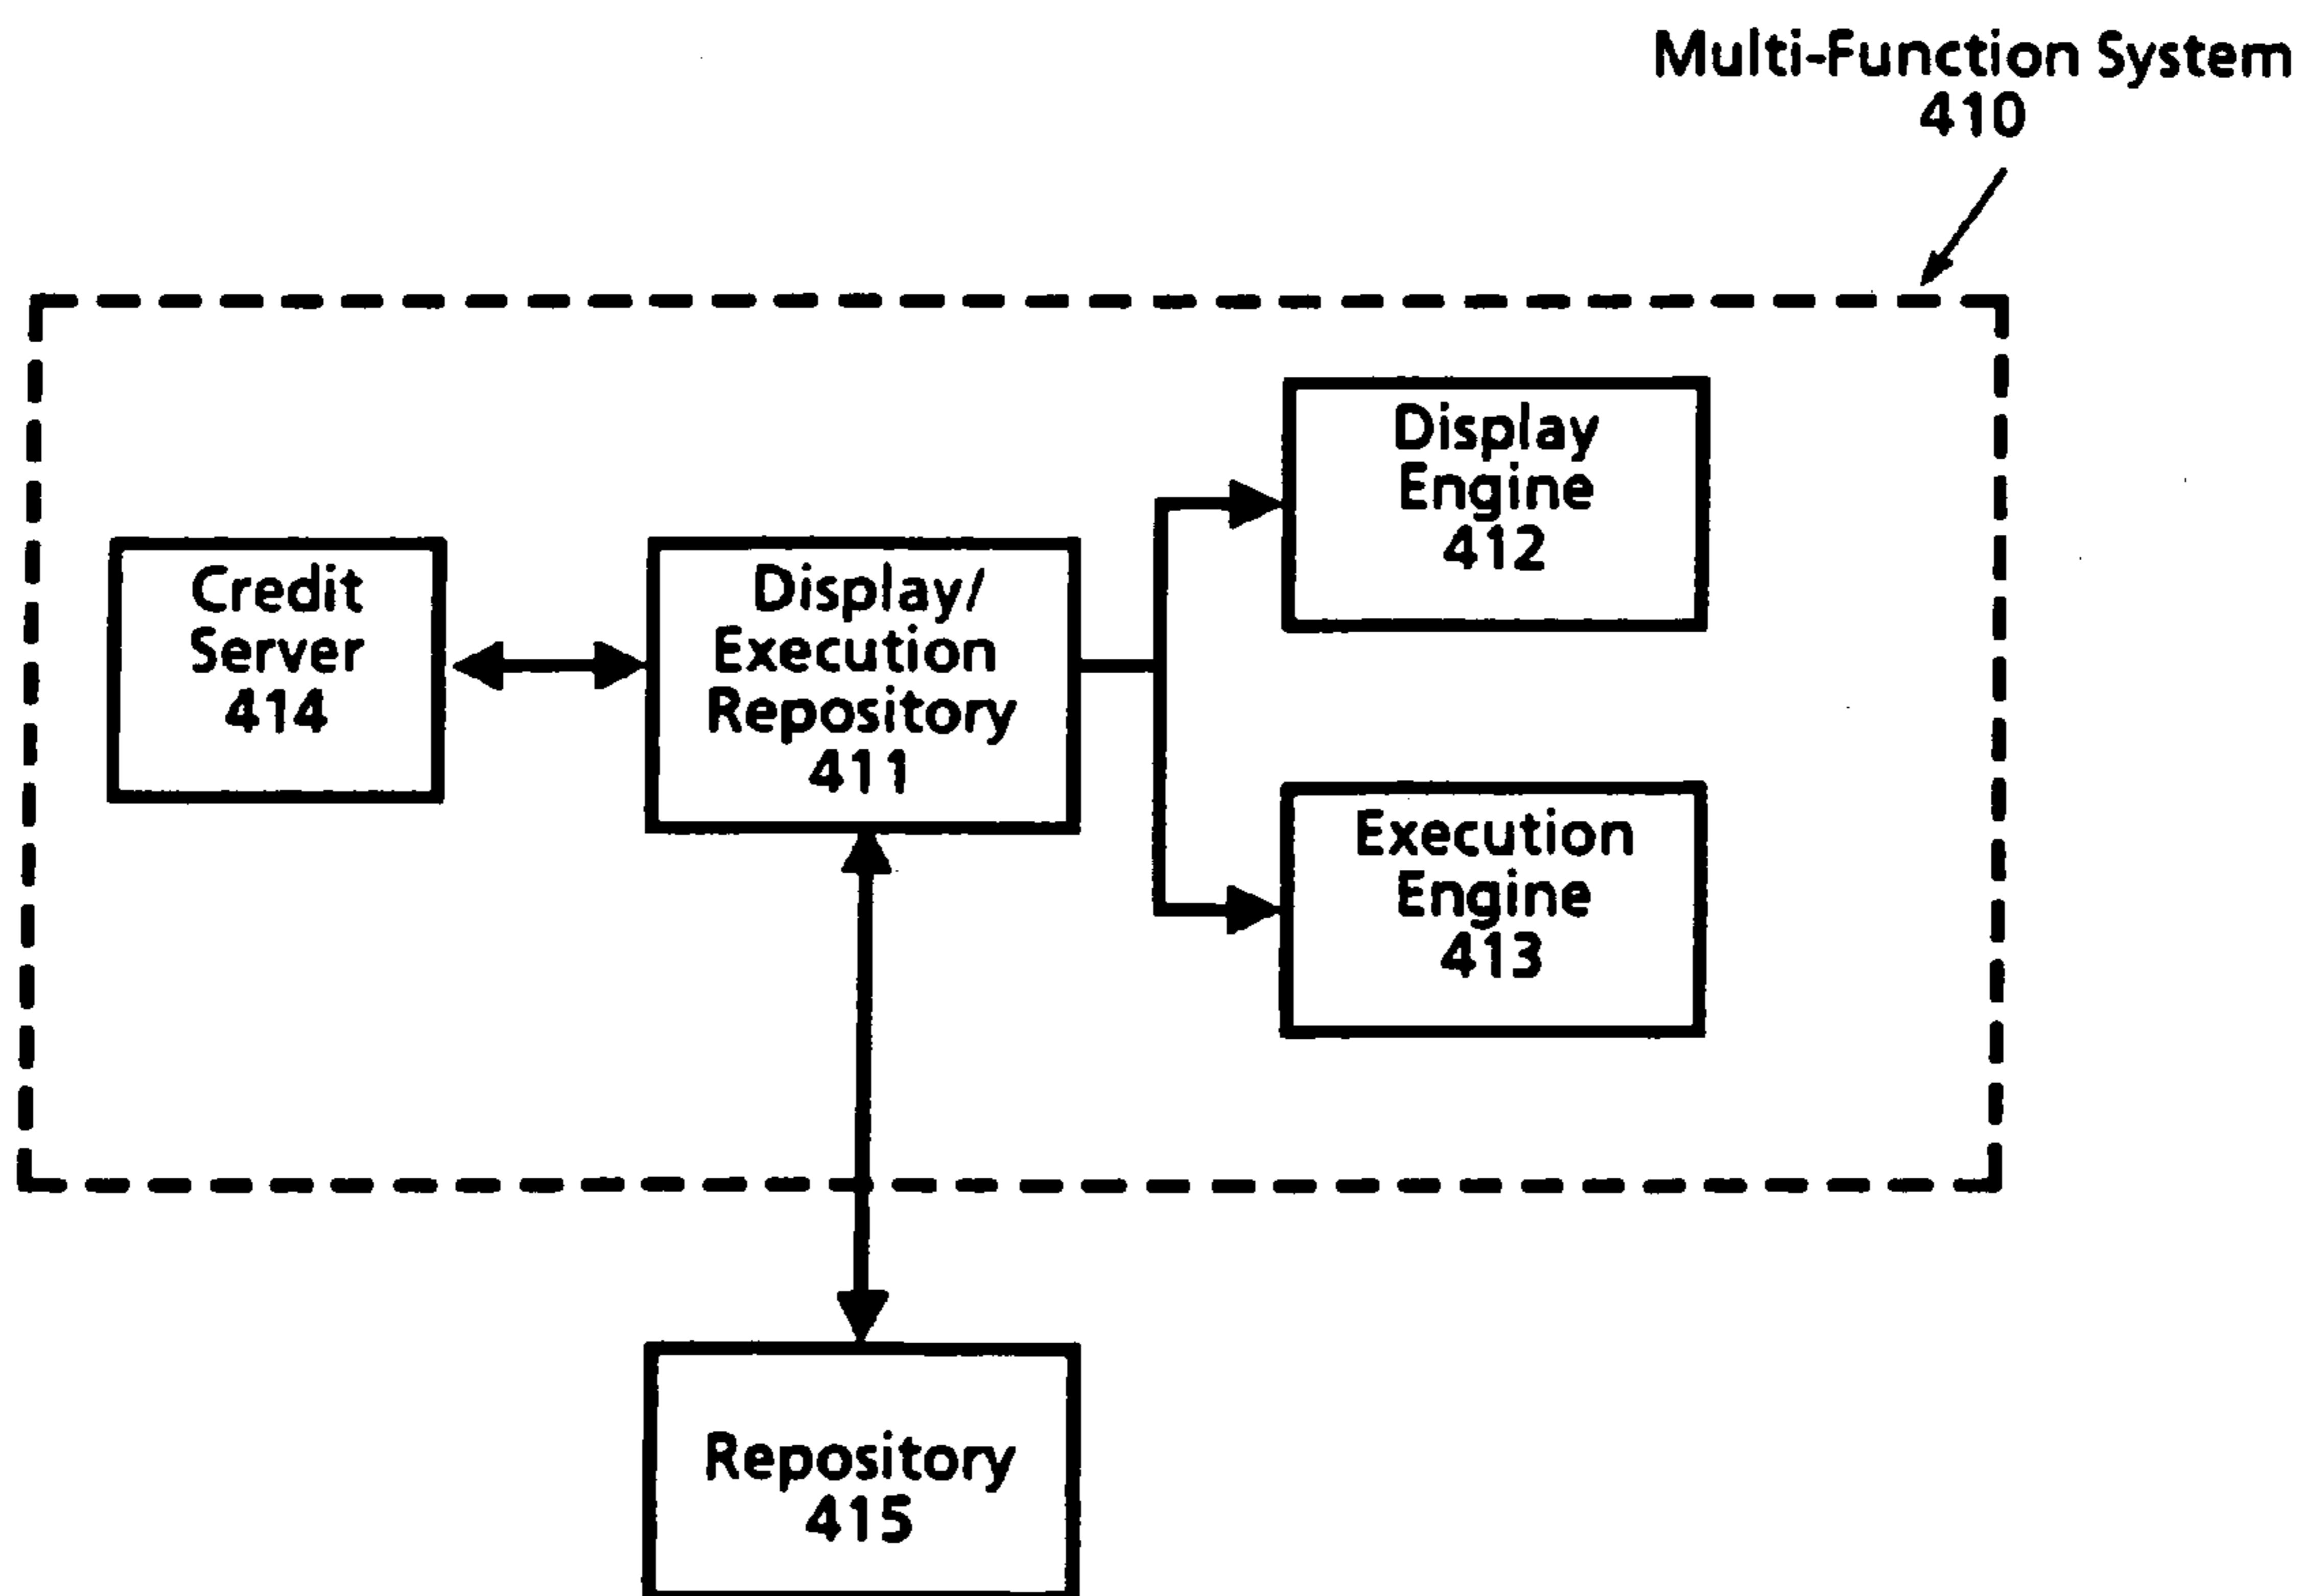 Multi-Function System
410
Display
Engine
412
Credit
Server
414
Display/
Execution
Repository
411
Execution
Engine
413
Repository
415